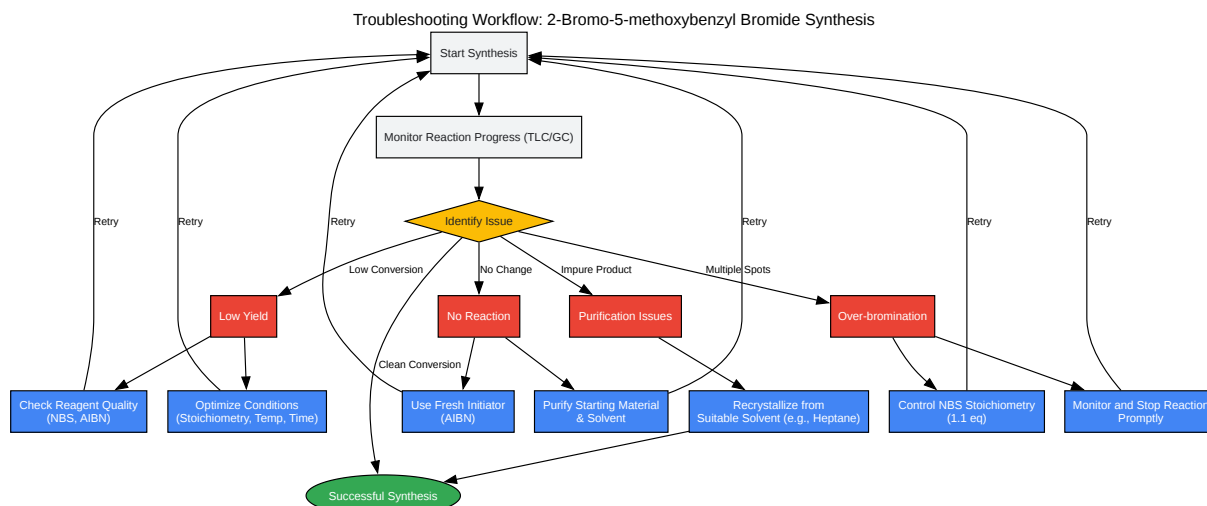 Troubleshooting Workflow: 2-Bromo-5-methoxybenzyl Bromide Synthesis
Start Synthesis
Monitor Reaction Progress (TLC/GC)
Identify Issue
Retry
Retry
Retry
Retry
Retry
Retry
Low Conversion
No Change
Impure Product
Multiple Spots
Low Yield
No Reaction
Purification Issues
Over-bromination
Clean Conversion
Check Reagent Quality
(NBS, AIBN)
Optimize Conditions
(Stoichiometry, Temp, Time)
Use Fresh Initiator
(AIBN)
Purify Starting Material
& Solvent
Recrystallize from
Suitable Solvent (e.g., Heptane)
Control NBS Stoichiometry
(1.1 eq)
Monitor and Stop Reaction
Promptly
Successful Synthesis